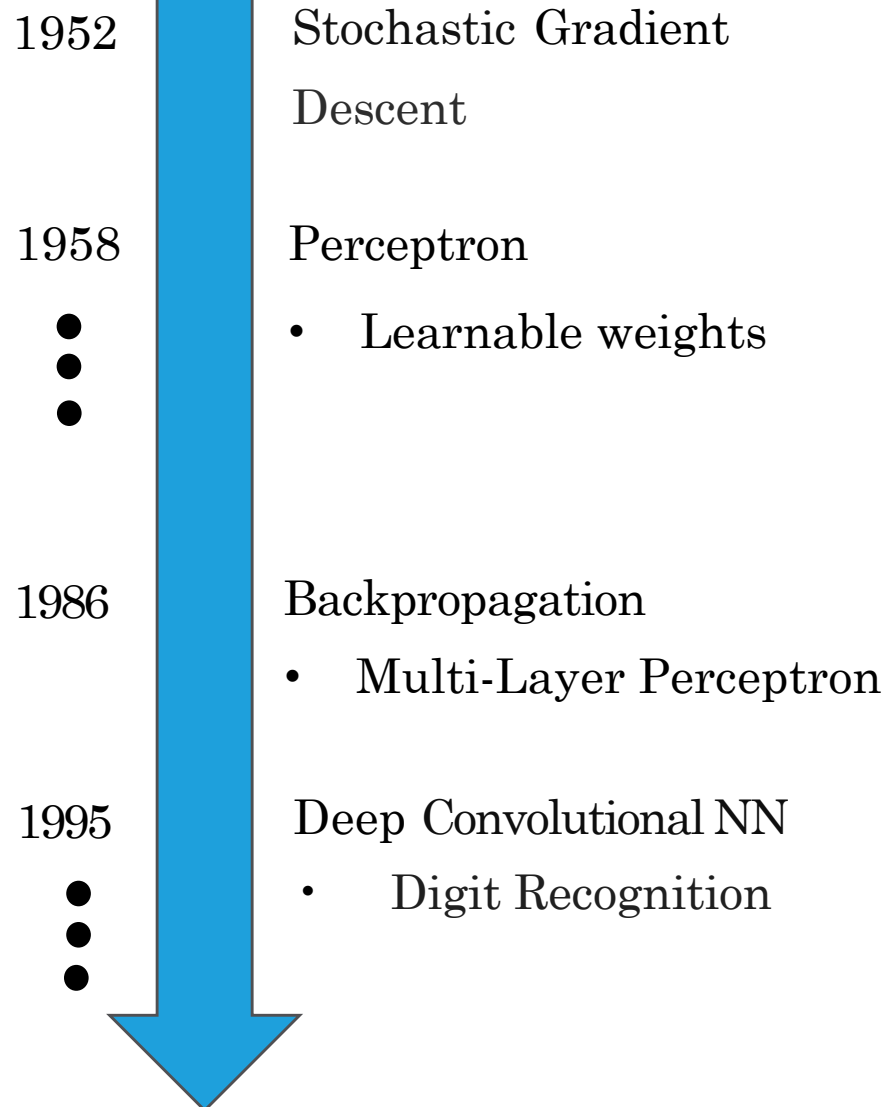 1952 Stochastic Gradient
Descent
1958 Perceptron
• Learnable weights
1986 Backpropagation
• Multi-Layer Perceptron
1995 Deep Convolutional NN
• Digit Recognition